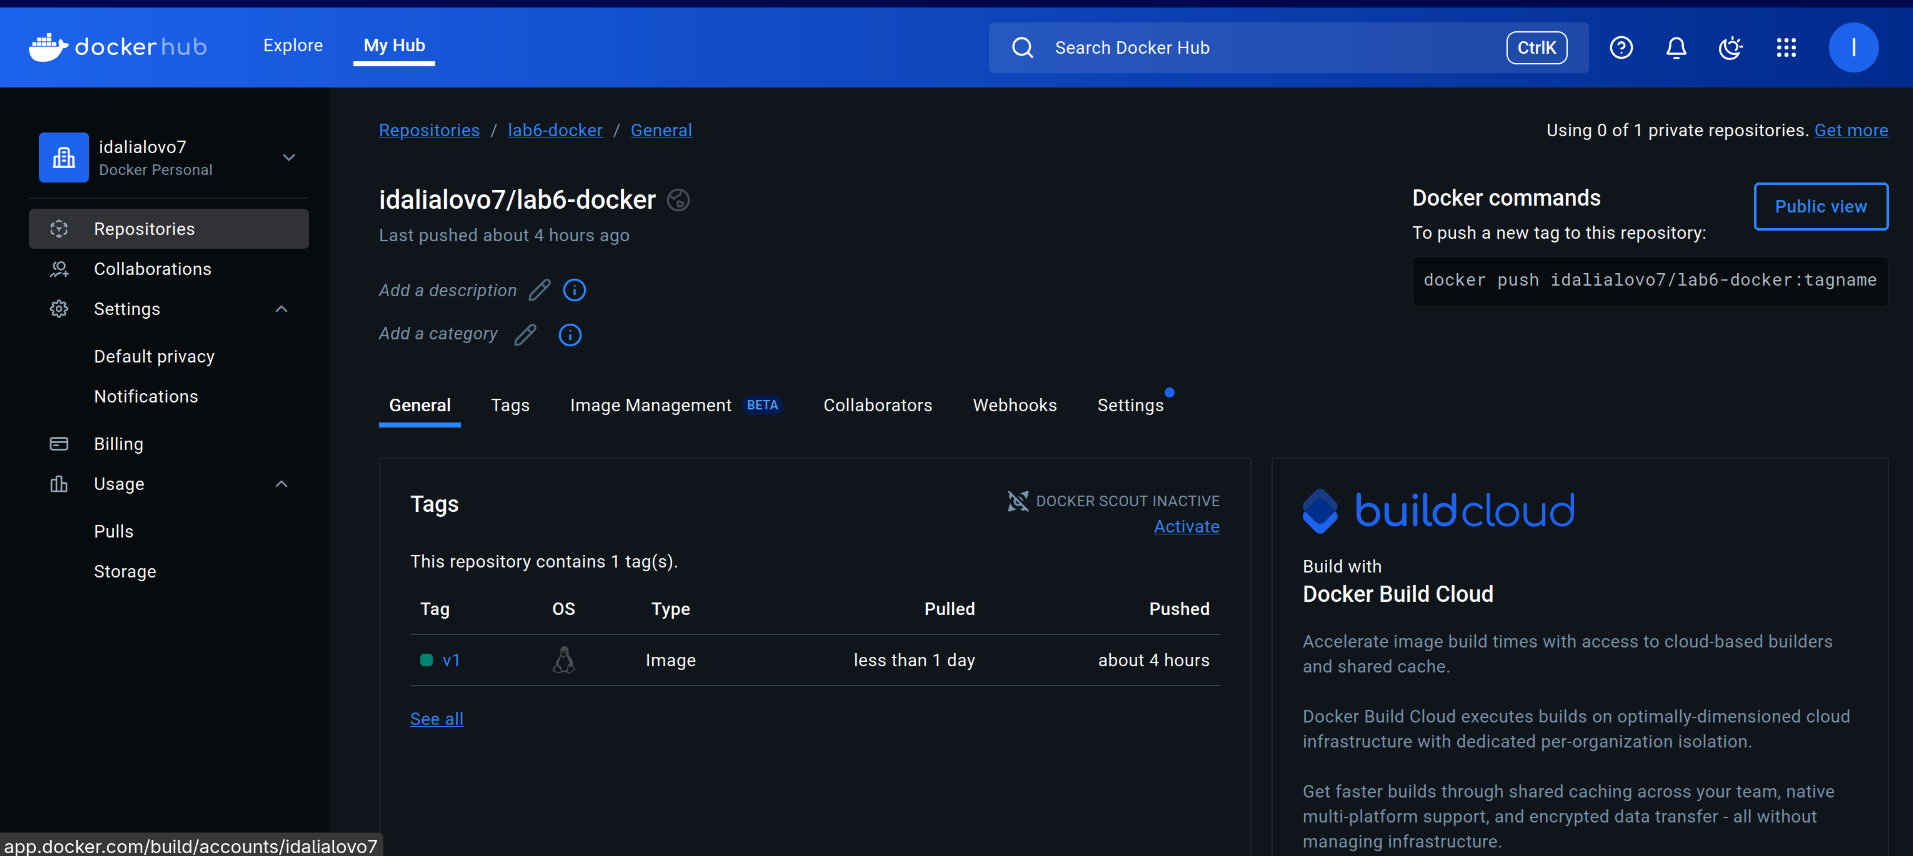 dockerhub
Explore
My Hub
Search Docker Hub
CtrlK
I
idalialovo7
Docker Personal
Repositories
Collaborations
Settings
Default privacy
Notifications
Billing
Usage
Pulls
Storage
Repositories / lab6-docker / General
Using 0 of 1 private repositories. Get more
idalialovo7/lab6-docker
Last pushed about 4 hours ago
Add a description
Add a category
Docker commands
Public view
To push a new tag to this repository:
docker push idalialovo7/lab6-docker:tagname
General
Tags
Image Management BETA
Collaborators
Webhooks
Settings
Tags
DOCKER SCOUT INACTIVE
Activate
This repository contains 1 tag(s).
Tag OS Type Pulled Pushed
v1 Image less than 1 day about 4 hours
See all
buildcloud
Build with
Docker Build Cloud
Accelerate image build times with access to cloud-based builders
and shared cache.
Docker Build Cloud executes builds on optimally-dimensioned cloud
infrastructure with dedicated per-organization isolation.
Get faster builds through shared caching across your team, native
multi-platform support, and encrypted data transfer - all without
managing infrastructure.
app.docker.com/build/accounts/idalialovo7